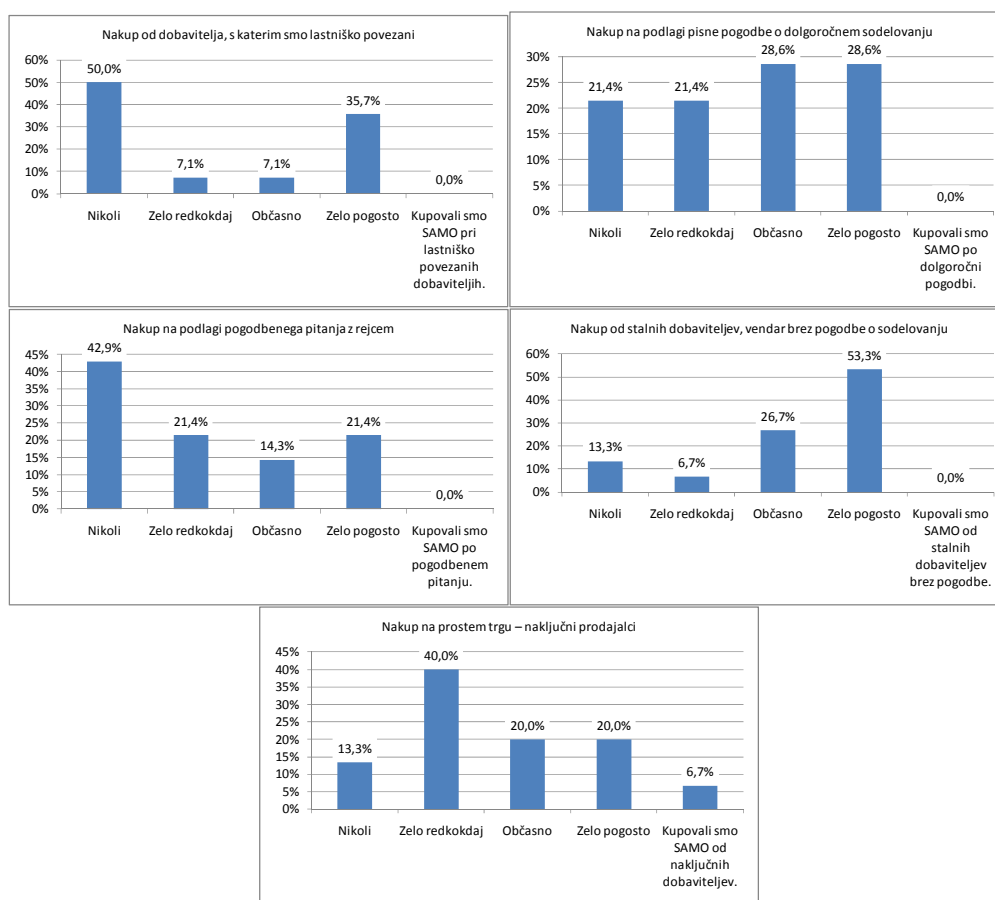 Nakup od dobavitelja, s katerim smo lastniško povezani
60%
50%
40%
30%
20%
10%
0%
50,0%
7,1%
7,1%
35,7%
0,0%
Nikoli
Zelo redkokdaj
Občasno
Zelo pogosto
Kupovali smo
SAMO pri
lastniško
povezanih
dobaviteljih.
Nakup na podlagi pisne pogodbe o dolgoročnem sodelovanju
30%
25%
20%
15%
10%
5%
0%
21,4%
21,4%
28,6%
28,6%
0,0%
Nikoli
Zelo redkokdaj
Občasno
Zelo pogosto
Kupovali smo
SAMO po
dolgoročni
pogodbi.
Nakup na podlagi pogodbenega pitanja z rejcem
45%
40%
35%
30%
25%
20%
15%
10%
5%
0%
42,9%
21,4%
14,3%
21,4%
0,0%
Nikoli
Zelo redkokdaj
Občasno
Zelo pogosto
Kupovali smo
SAMO po
pogodbenem
pitanju.
Nakup od stalnih dobaviteljev, vendar brez pogodbe o sodelovanju
60%
50%
40%
30%
20%
10%
0%
13,3%
6,7%
26,7%
53,3%
0,0%
Nikoli
Zelo redkokdaj
Občasno
Zelo pogosto
Kupovali smo
SAMO od
stalnih
dobaviteljev
brez pogodbe.
Nakup na prostem trgu – naključni prodajalci
45%
40%
35%
30%
25%
20%
15%
10%
5%
0%
13,3%
40,0%
20,0%
20,0%
6,7%
Nikoli
Zelo redkokdaj
Občasno
Zelo pogosto
Kupovali smo
SAMO od
naključnih
dobaviteljev.